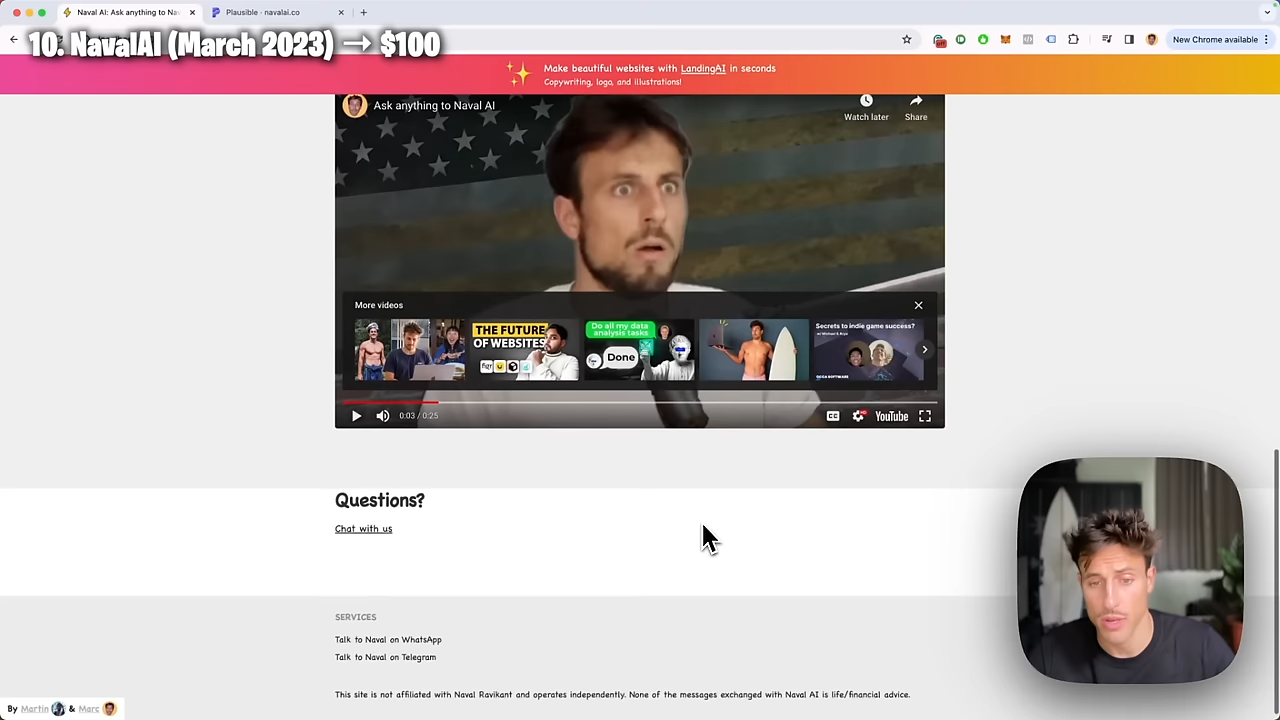 Naval AI: Ask anything to Nav
Plausible · navalai.co
10. NavalAI (March 2023) → $100
New Chrome available
Make beautiful websites with LandingAI in seconds
Copywriting, logo, and illustrations!
Ask anything to Naval AI
Watch later
Share
More videos
THE FUTURE
OF WEBSITES
Do all my data
analysis tasks
Done
Secrets to indie game success?
OCCA SOFTWARE
0:03 / 0:25
CC
HD
YouTube
Questions?
Chat with us
SERVICES
Talk to Naval on WhatsApp
Talk to Naval on Telegram
This site is not affiliated with Naval Ravikant and operates independently. None of the messages exchanged with Naval AI is life/financial advice.
By Martin & Marc